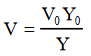 V = V₀Y₀ / Y